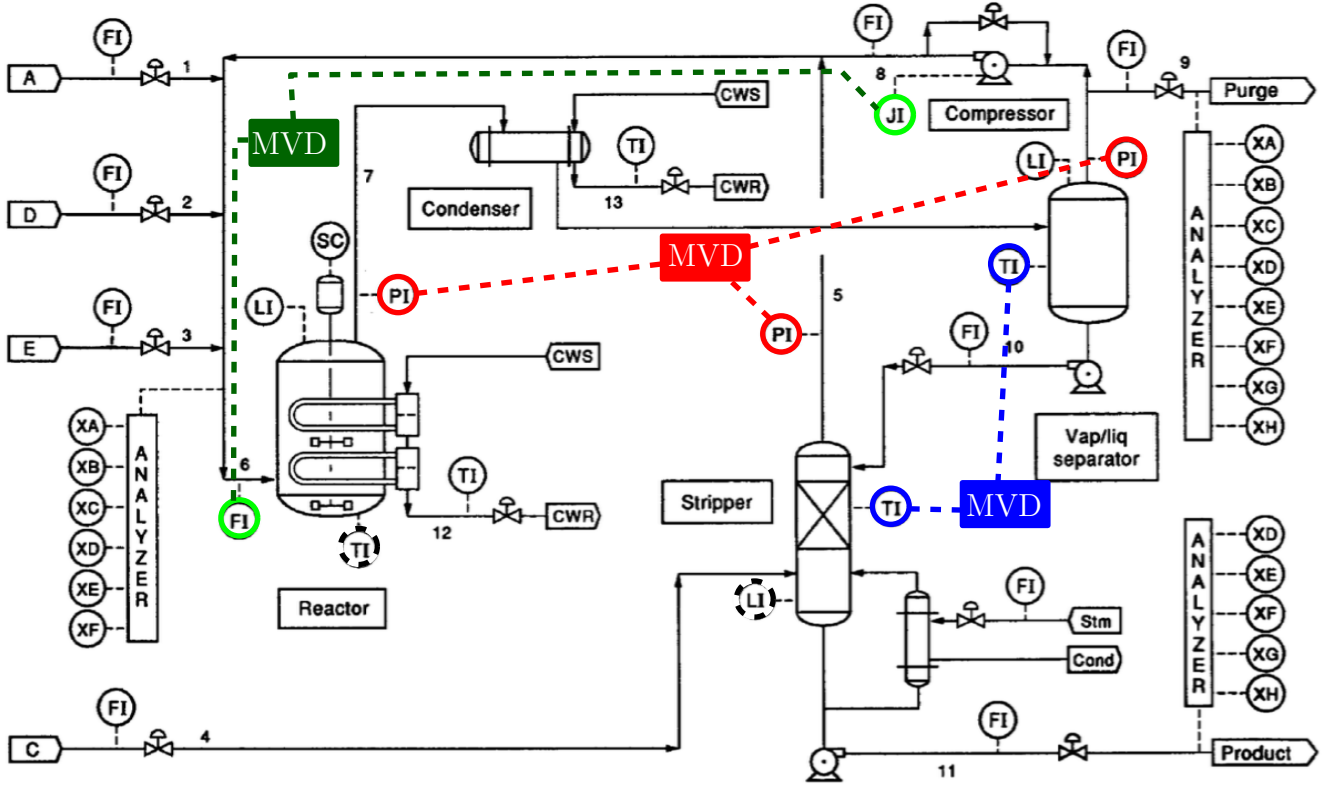 FI
FI
FI
9
A
1
8
CWS
Purge
JI
Compressor
MVD
TI
PI
XA
LI
FI
7
CWR
XB
13
Condenser
D
2
XC
SC
MVD
TI
XD
ANALYZER
PI
5
LI
FI
XE
PI
FI
E
3
10
XF
CWS
XG
XA
XH
Vap/liq
separator
XB
6
TI
Stripper
MVD
TI
XC
FI
12
CWR
XD
ANALYZER
TI
XD
XE
XE
LI
FI
XF
Reactor
XF
Stm
ANALYZER
XG
Cond
XH
FI
FI
C
4
Product
11